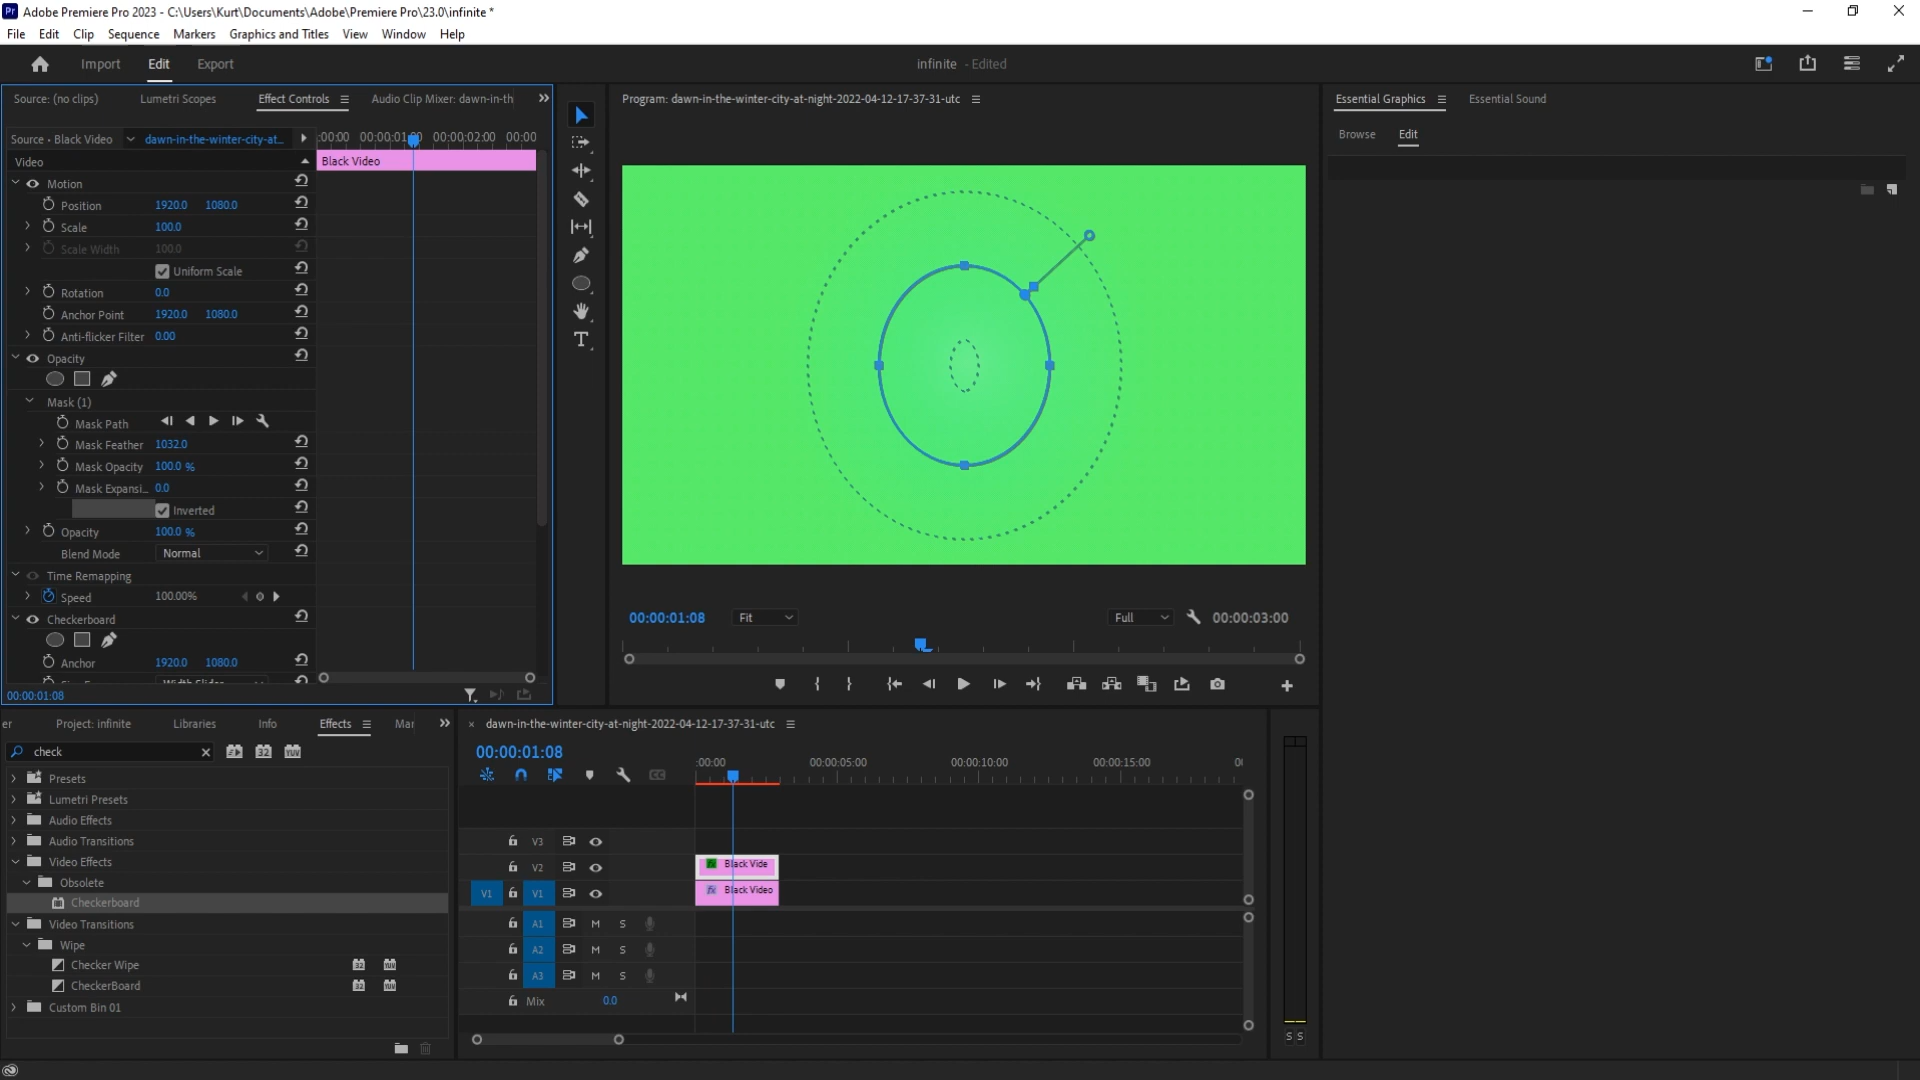 Adobe Premiere Pro 2023 - C:\Users\Kurt\Documents\Adobe\Premiere Pro\23.0\infinite *
File Edit Clip Sequence Markers Graphics and Titles View Window Help
Import Edit Export
infinite - Edited
Source: (no clips) Lumetri Scopes Effect Controls Audio Clip Mixer: dawn-in-th
Program: dawn-in-the-winter-city-at-night-2022-04-12-17-37-31-utc
Essential Graphics Essential Sound
Browse Edit
Source • Black Video dawn-in-the-winter-city-at...
:00:00 00:00:01:00 00:00:02:00 00:00
Video
Black Video
Motion
Position 1920.0 1080.0
Scale 100.0
Scale Width 100.0
Uniform Scale
Rotation 0.0
Anchor Point 1920.0 1080.0
Anti-flicker Filter 0.00
Opacity
Mask (1)
Mask Path
Mask Feather 1032.0
Mask Opacity 100.0 %
Mask Expansi... 0.0
Inverted
Opacity 100.0 %
Blend Mode Normal
Time Remapping
Speed 100.00%
Checkerboard
Anchor 1920.0 1080.0
00:00:01:08
T
00:00:01:08 Fit Full 00:00:03:00
er Project: infinite Libraries Info Effects Mar
check
32 YUV
Presets
Lumetri Presets
Audio Effects
Audio Transitions
Video Effects
Obsolete
Checkerboard
Video Transitions
Wipe
Checker Wipe 32 YUV
CheckerBoard 32 YUV
Custom Bin 01
× dawn-in-the-winter-city-at-night-2022-04-12-17-37-31-utc
00:00:01:08
:00:00 00:00:05:00 00:00:10:00 00:00:15:00
CC
V3
V2 fx Black Vide
V1 V1 fx Black Video
A1 M S
A2 M S
A3 M S
Mix 0.0
S S